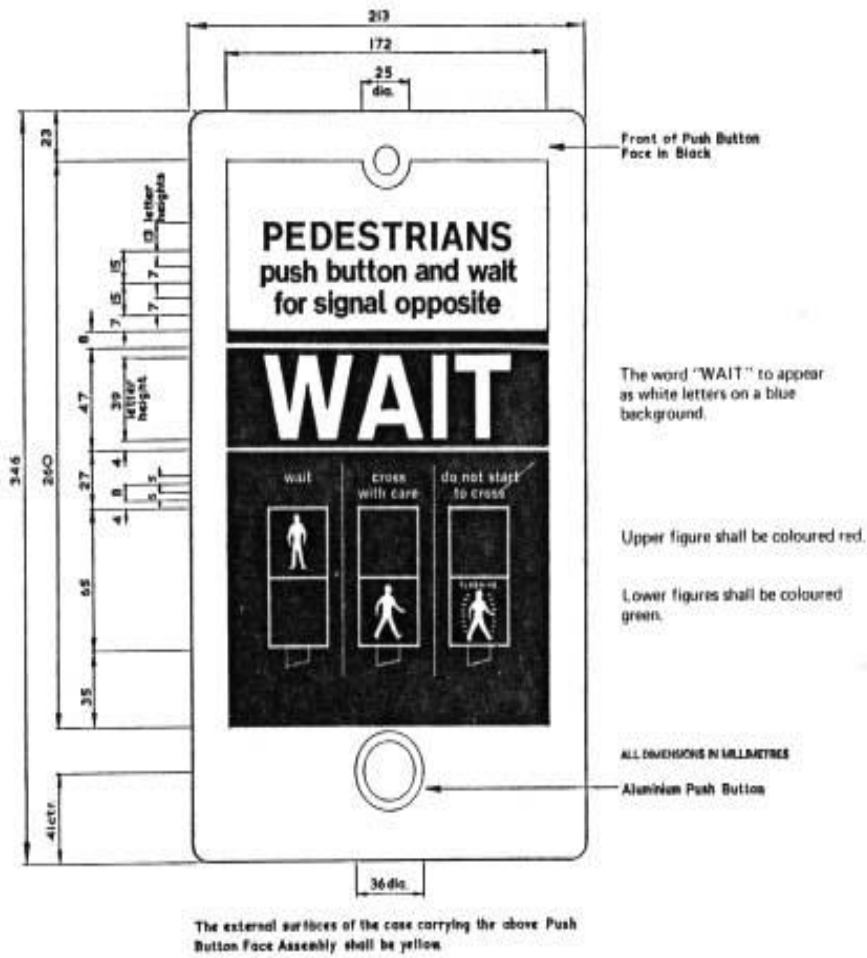 213
172
25
dia.
Front of Push Button
Face in Black
23
13 letter
heights
15
7
15
7
7
8
PEDESTRIANS
push button and wait
for signal opposite
WAIT
39
letter
height
47
The word "WAIT" to appear
as white letters on a blue
background.
346
260
4
5
27
8
5
4
wait
cross
with care
do not start
to cross
Upper figure shall be coloured red.
FLASHING
65
Lower figures shall be coloured
green.
35
ALL DIMENSIONS IN MILLIMETRES
Aluminium Push Button
41ctr.
36 dia.
The external surfaces of the case carrying the above Push
Button Face Assembly shall be yellow